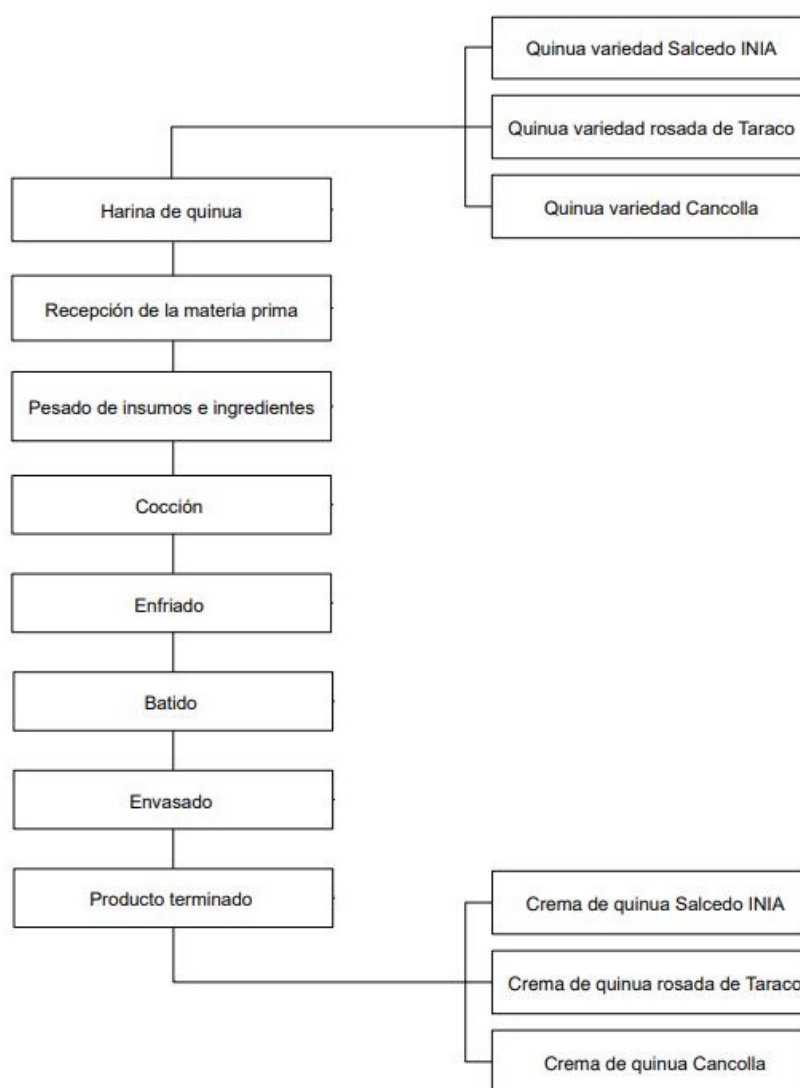 Quinua variedad Salcedo INIA
Quinua variedad rosada de Taraco
Quinua variedad Cancolla
Harina de quinua
Recepción de la materia prima
Pesado de insumos e ingredientes
Cocción
Enfriado
Batido
Envasado
Producto terminado
Crema de quinua Salcedo INIA
Crema de quinua rosada de Taraco
Crema de quinua Cancolla